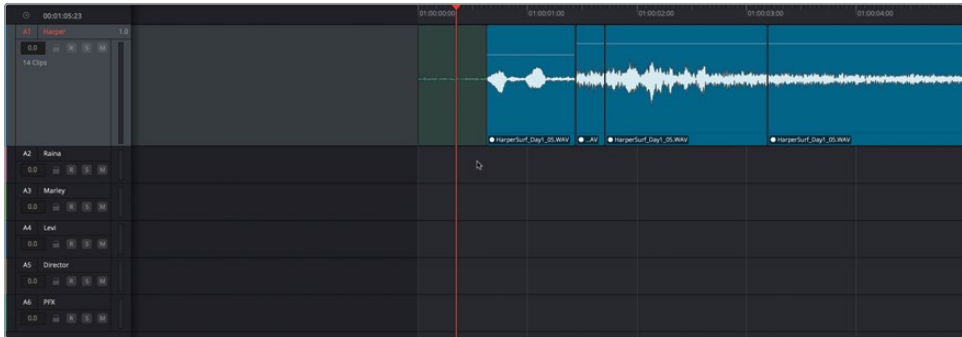 00:01:05:23
01:00:00:00 01:00:01:00 01:00:02:00 01:00:03:00 01:00:04:00
A1 Harper 1.0
0.0 R S M
14 Clips
HarperSurf_Day1_05.WAV ...AV HarperSurf_Day1_05.WAV HarperSurf_Day1_05.WAV
A2 Raina
0.0 R S M
A3 Marley
0.0 R S M
A4 Levi
0.0 R S M
A5 Director
0.0 R S M
A6 PFX
0.0 R S M